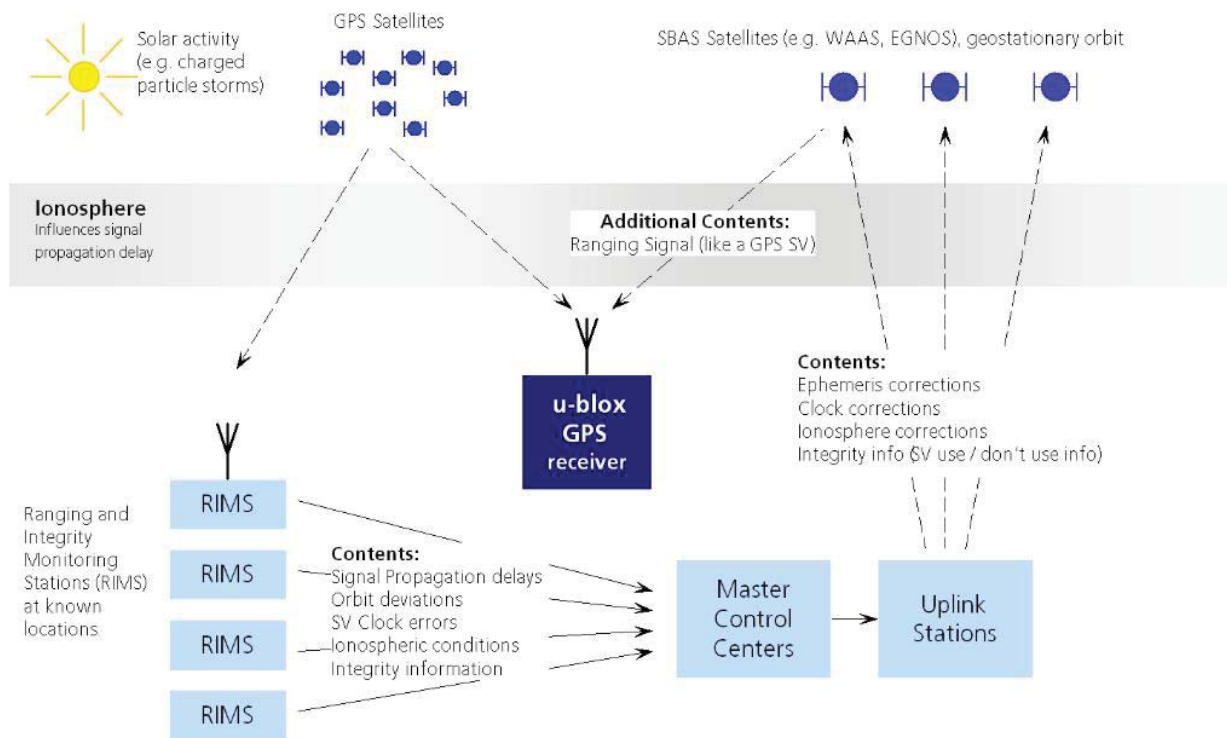 GPS Satellites
Solar activity
(e.g. charged
particle storms)
SBAS Satellites (e.g. WAAS, EGNOS), geostationary orbit
Ionosphere
Influences signal
propagation delay
Additional Contents:
Ranging Signal (like a GPS SV)
u-blox
GPS
receiver
Contents:
Ephemeris corrections
Clock corrections
Ionosphere corrections
Integrity info (SV use / don't use info)
Ranging and
Integrity
Monitoring
Stations (RIMS)
at known
locations
RIMS
RIMS
RIMS
RIMS
Contents:
Signal Propagation delays
Orbit deviations
SV Clock errors
Ionospheric conditions
Integrity information
Master
Control
Centers
Uplink
Stations